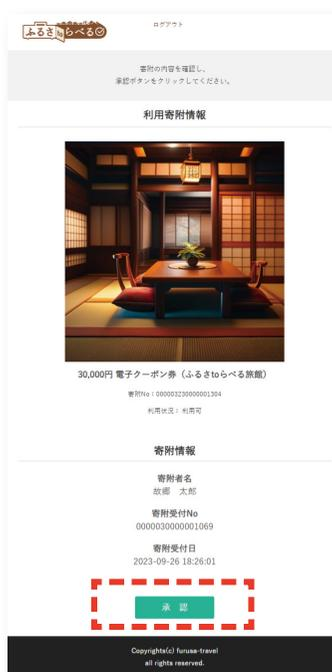 ふるさtoらべる
ログアウト
寄附の内容を確認し、
承認ボタンをクリックしてください。
利用寄附情報
30,000円 電子クーポン券（ふるさtoらべる旅館）
寄附No：000003230000001304
利用状況： 利用可
寄附情報
寄附者名
故郷　太郎
寄附受付No
0000030000001069
寄附受付日
2023-09-26 18:26:01
承　認
Copyrights(c) furusa-travel
all rights reserved.